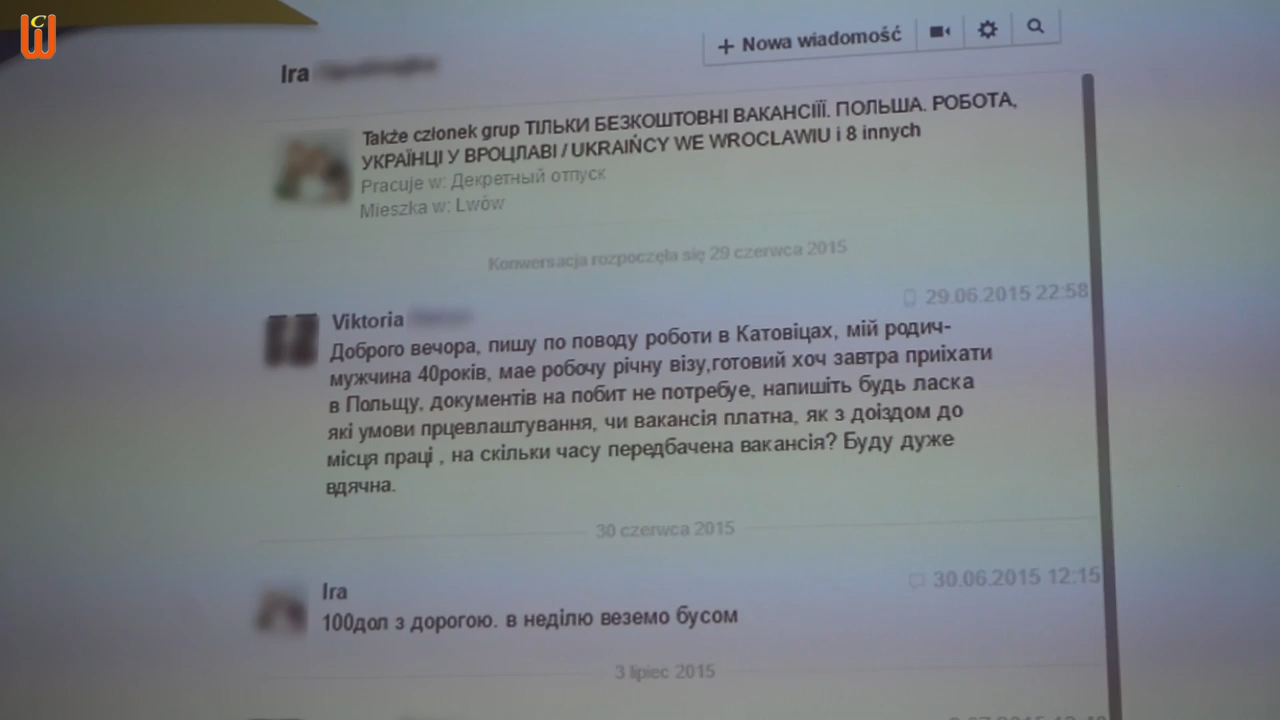 CW
+ Nowa wiadomość
Ira
Także członek grup ТІЛЬКИ БЕЗКОШТОВНІ ВАКАНСІЇЇ. ПОЛЬША. РОБОТА,
УКРАЇНЦІ У ВРОЦЛАВІ / UKRAIŃCY WE WROCLAWIU i 8 innych
Pracuje w: Декретный отпуск
Mieszka w: Lwów
Konwersacja rozpoczęła się 29 czerwca 2015
Viktoria
29.06.2015 22:58
Доброго вечора, пишу по поводу роботи в Катовіцах, мій родич-
мужчина 40років, мае робочу річну візу,готовий хоч завтра приїхати
в Польщу, документів на побит не потребуе, напишіть будь ласка
які умови прцевлаштування, чи вакансія платна, як з доіздом до
місця праці , на скільки часу передбачена вакансія? Буду дуже
вдячна.
30 czerwca 2015
Ira
30.06.2015 12:15
100дол з дорогою. в неділю веземо бусом
3 lipiec 2015